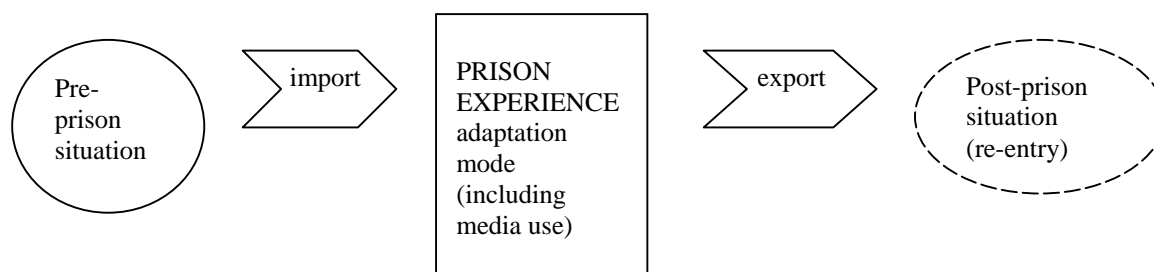 Pre-
prison
situation
import
PRISON
EXPERIENCE
adaptation
mode
(including
media use)
export
Post-prison
situation
(re-entry)